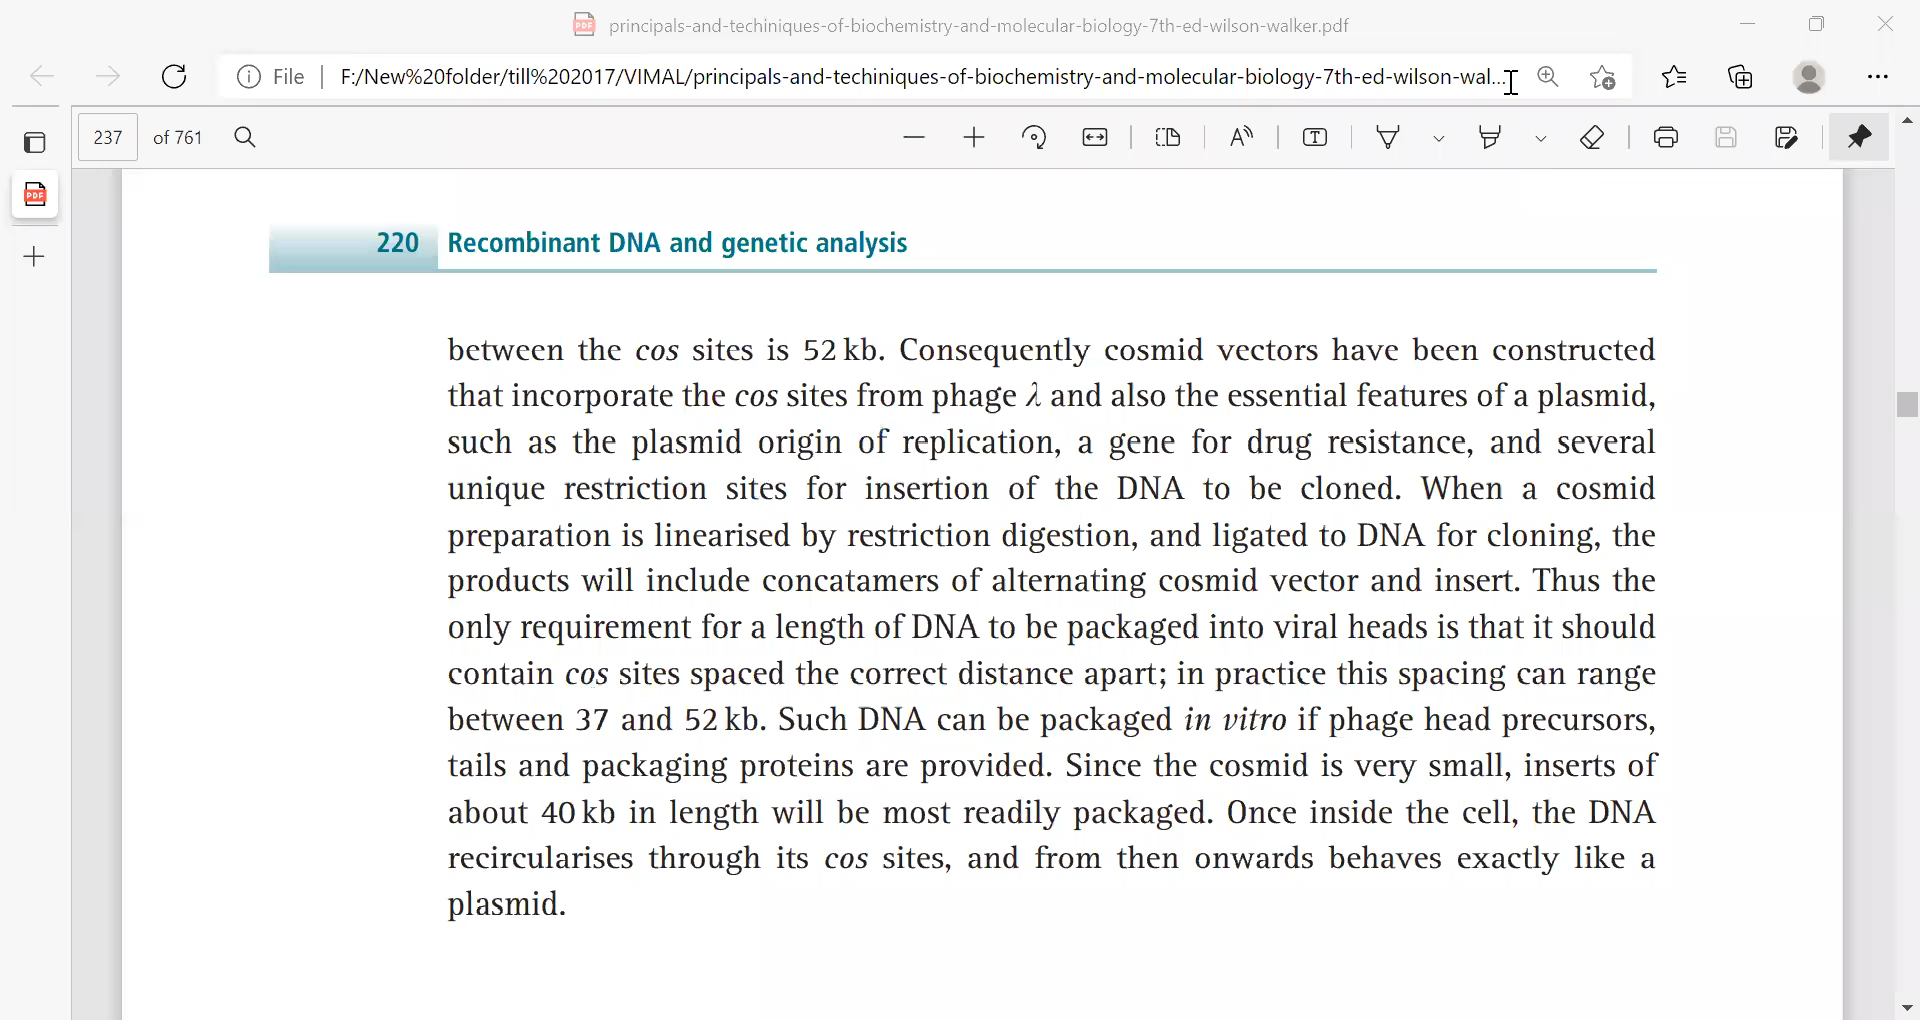 principals-and-techiniques-of-biochemistry-and-molecular-biology-7th-ed-wilson-walker.pdf
File F:/New%20folder/till%202017/VIMAL/principals-and-techiniques-of-biochemistry-and-molecular-biology-7th-ed-wilson-wal...
237 of 761
220 Recombinant DNA and genetic analysis
between the cos sites is 52 kb. Consequently cosmid vectors have been constructed
that incorporate the cos sites from phage λ and also the essential features of a plasmid,
such as the plasmid origin of replication, a gene for drug resistance, and several
unique restriction sites for insertion of the DNA to be cloned. When a cosmid
preparation is linearised by restriction digestion, and ligated to DNA for cloning, the
products will include concatamers of alternating cosmid vector and insert. Thus the
only requirement for a length of DNA to be packaged into viral heads is that it should
contain cos sites spaced the correct distance apart; in practice this spacing can range
between 37 and 52 kb. Such DNA can be packaged in vitro if phage head precursors,
tails and packaging proteins are provided. Since the cosmid is very small, inserts of
about 40 kb in length will be most readily packaged. Once inside the cell, the DNA
recircularises through its cos sites, and from then onwards behaves exactly like a
plasmid.